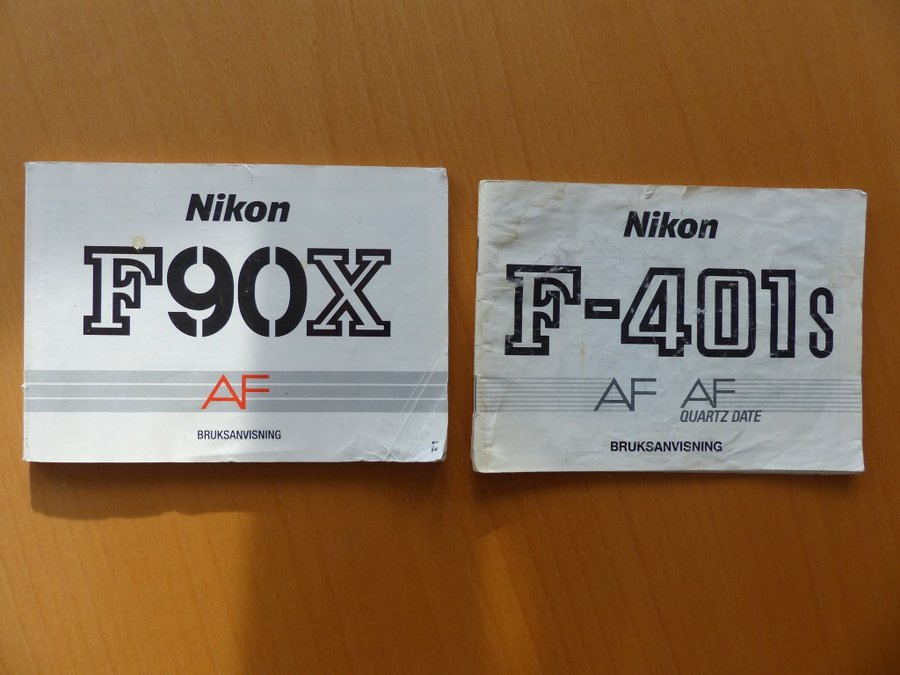 Nikon
F90X
AF
BRUKSANVISNING
Nikon
F-401s
AF AF
QUARTZ DATE
BRUKSANVISNING